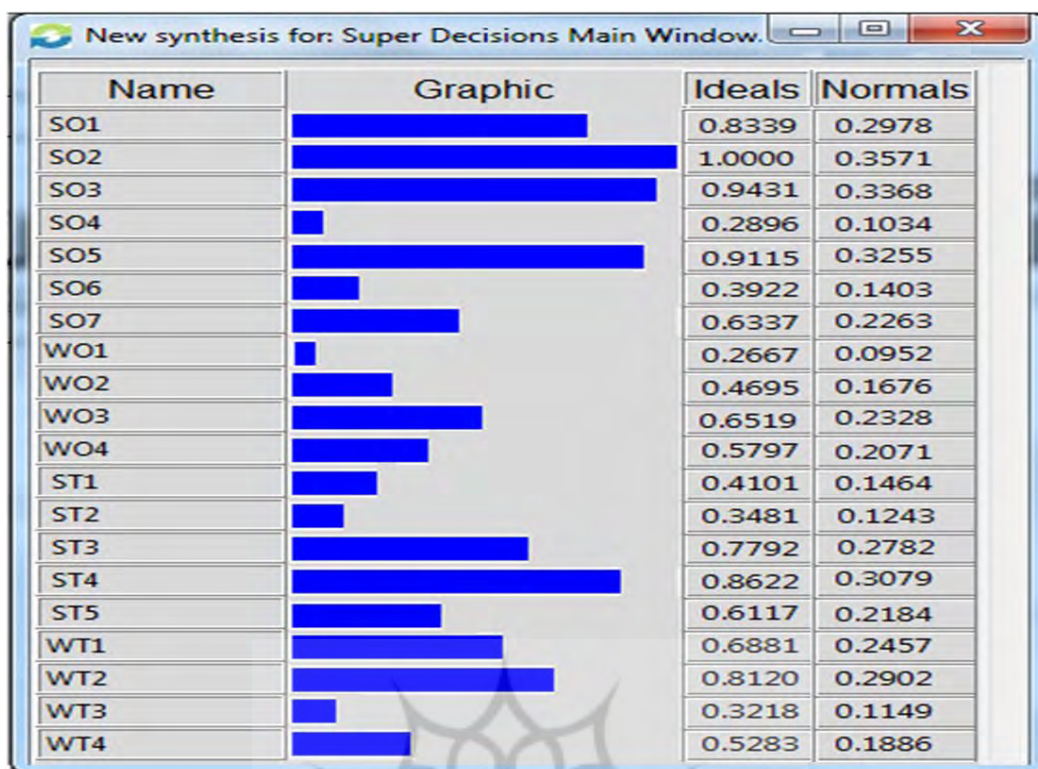 New synthesis for: Super Decisions Main Window.
Name Graphic Ideals Normals
SO1 0.8339 0.2978
SO2 1.0000 0.3571
SO3 0.9431 0.3368
SO4 0.2896 0.1034
SO5 0.9115 0.3255
SO6 0.3922 0.1403
SO7 0.6337 0.2263
WO1 0.2667 0.0952
WO2 0.4695 0.1676
WO3 0.6519 0.2328
WO4 0.5797 0.2071
ST1 0.4101 0.1464
ST2 0.3481 0.1243
ST3 0.7792 0.2782
ST4 0.8622 0.3079
ST5 0.6117 0.2184
WT1 0.6881 0.2457
WT2 0.8120 0.2902
WT3 0.3218 0.1149
WT4 0.5283 0.1886